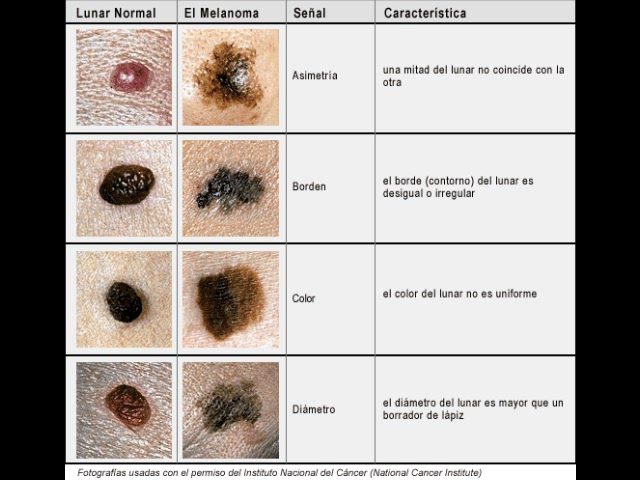 Lunar Normal El Melanoma Señal Característica
Asimetría
una mitad del lunar no coincide con la
otra
Borden
el borde (contorno) del lunar es
desigual o irregular
Color
el color del lunar no es uniforme
Diámetro
el diámetro del lunar es mayor que un
borrador de lápiz
Fotografías usadas con el permiso del Instituto Nacional del Cáncer (National Cancer Institute)